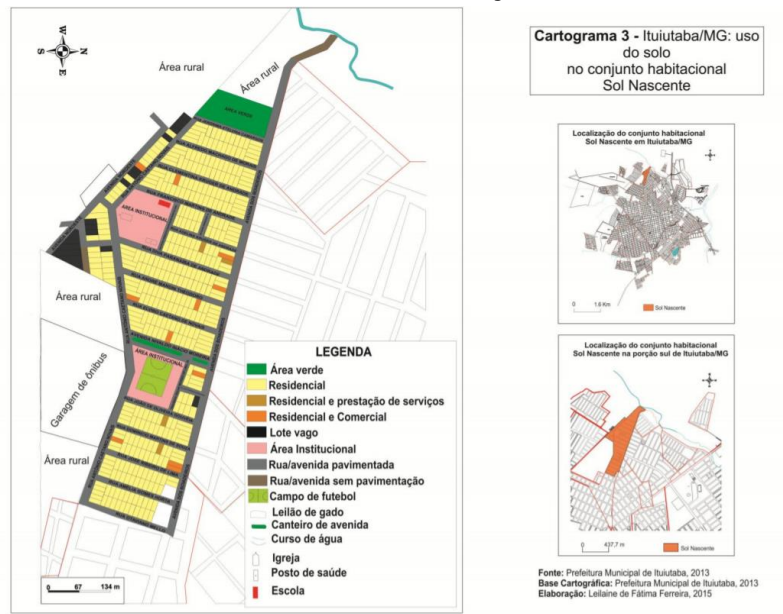 W
S
N
E
Área rural
Área rural
ÁREA VERDE
ÁREA INSTITUCIONAL
Área rural
ÁREA INSTITUCIONAL
Garagem de ônibus
Área rural
0 67 134 m
LEGENDA
Área verde
Residencial
Residencial e prestação de serviços
Residencial e Comercial
Lote vago
Área Institucional
Rua/avenida pavimentada
Rua/avenida sem pavimentação
Campo de futebol
Leilão de gado
Canteiro de avenida
Curso de água
Igreja
Posto de saúde
Escola
Cartograma 3 - Ituiutaba/MG: uso
do solo
no conjunto habitacional
Sol Nascente
Localização do conjunto habitacional
Sol Nascente em Ituiutaba/MG
0 1.6 Km
Sol Nascente
Localização do conjunto habitacional
Sol Nascente na porção sul de Ituiutaba/MG
0 437,7 m
Sol Nascente
Fonte: Prefeitura Municipal de Ituiutaba, 2013
Base Cartográfica: Prefeitura Municipal de Ituiutaba, 2013
Elaboração: Leilaine de Fátima Ferreira, 2015